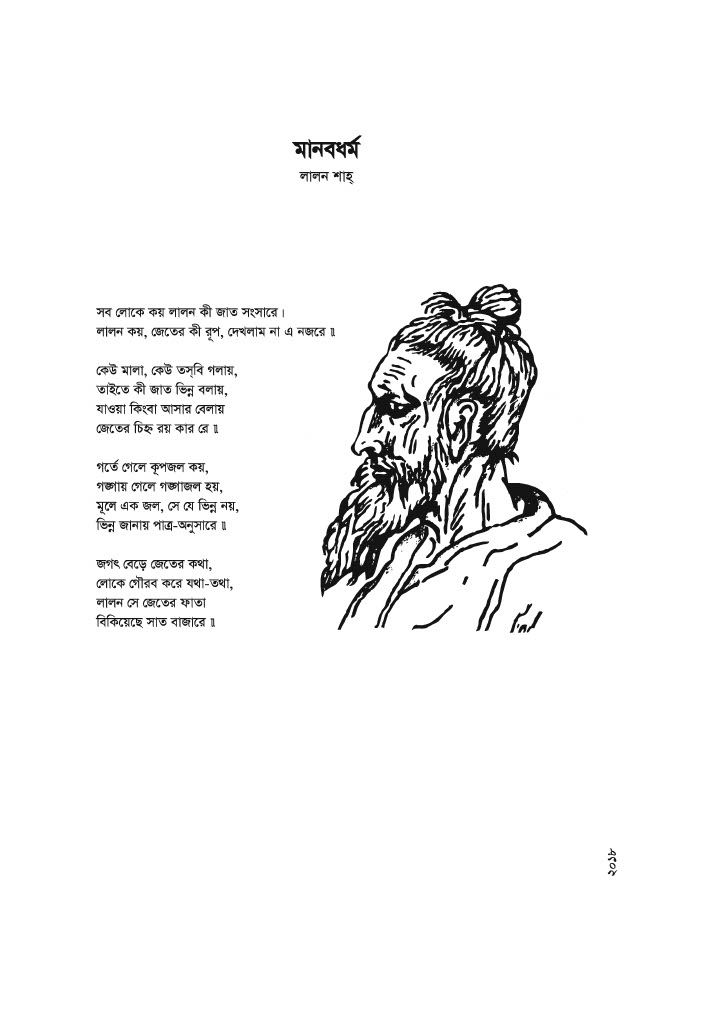 মানবধর্ম
লালন শাহ্
সব লোকে কয় লালন কী জাত সংসারে।
লালন কয়, জেতের কী রূপ, দেখলাম না এ নজরে॥
কেউ মালা, কেউ তস্‌বি গলায়,
তাইতে কী জাত ভিন্ন বলায়,
যাওয়া কিংবা আসার বেলায়
জেতের চিহ্ন রয় কার রে॥
গর্তে গেলে কূপজল কয়,
গঙ্গায় গেলে গঙ্গাজল হয়,
মূলে এক জল, সে যে ভিন্ন নয়,
ভিন্ন জানায় পাত্র-অনুসারে॥
জগৎ বেড়ে জেতের কথা,
লোকে গৌরব করে যথা-তথা,
লালন সে জেতের ফাতা
বিকিয়েছে সাত বাজারে॥
২০১৮